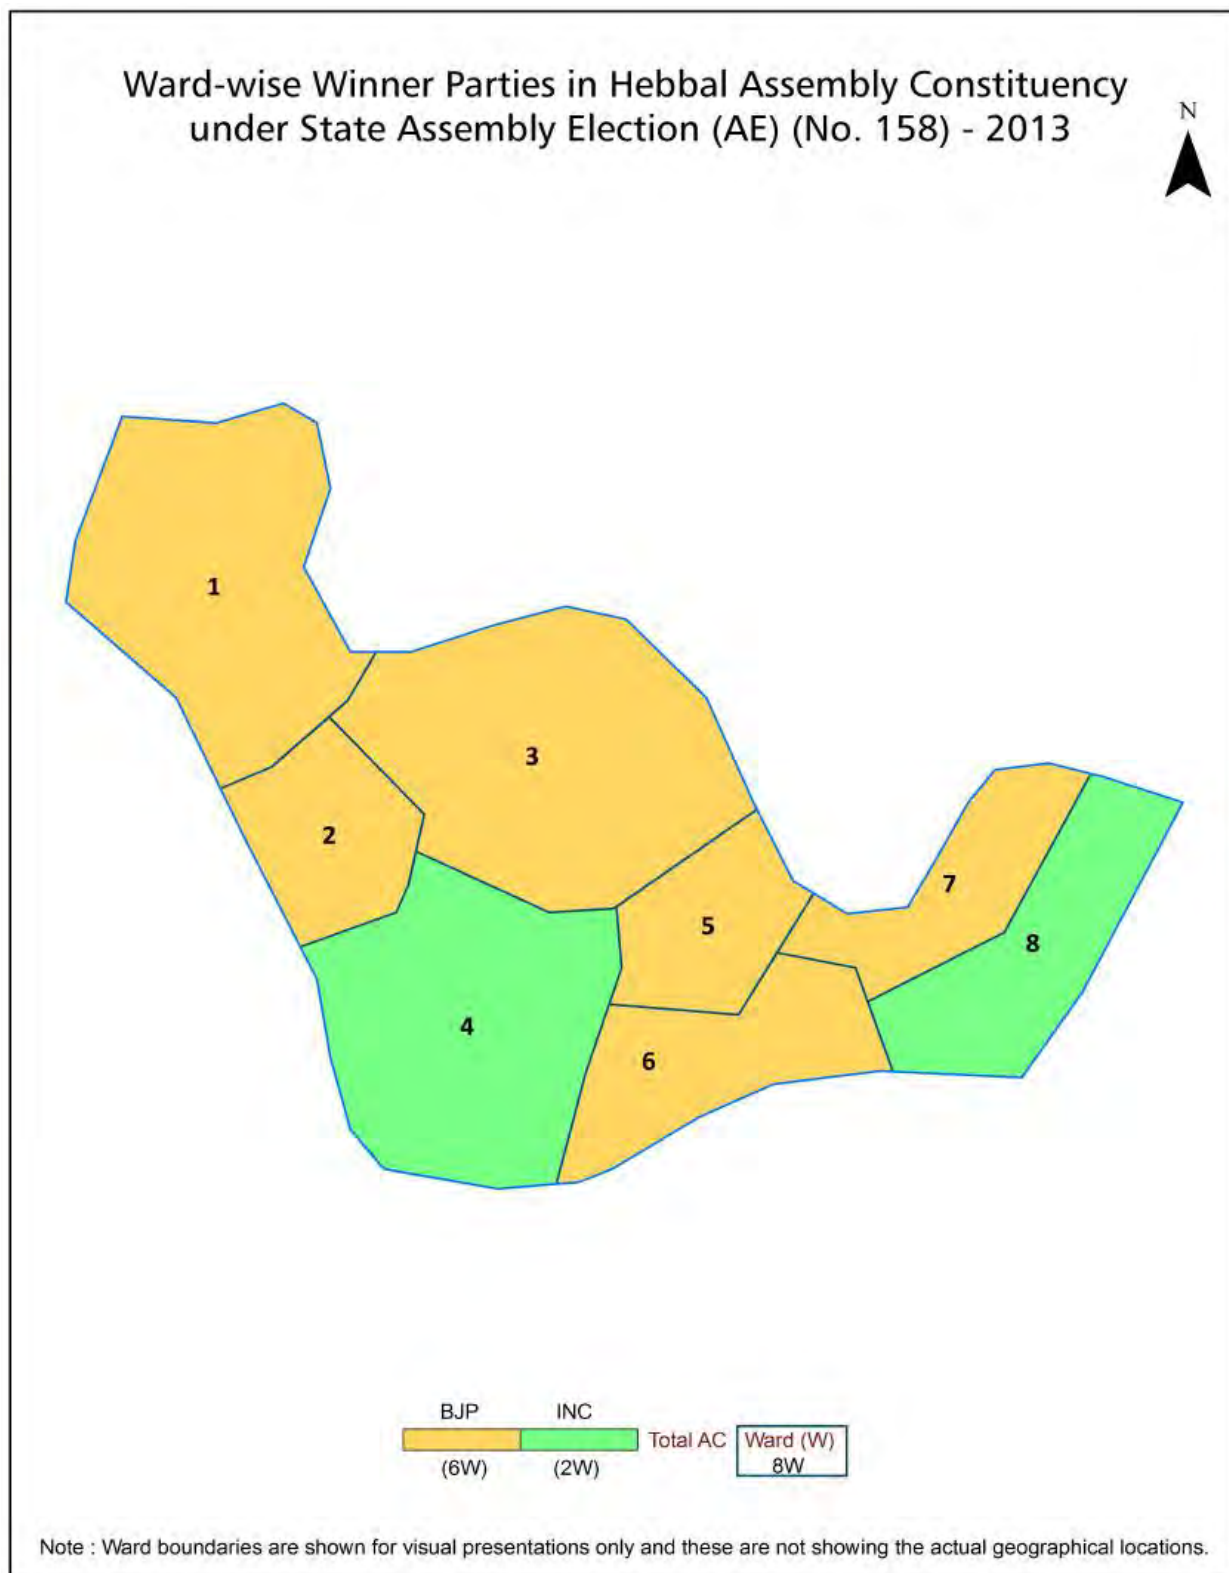 Ward-wise Winner Parties in Hebbal Assembly Constituency
under State Assembly Election (AE) (No. 158) - 2013
N
1
3
2
7
5
8
4
6
BJP INC
Total AC Ward (W)
(6W) (2W) 8W
Note : Ward boundaries are shown for visual presentations only and these are not showing the actual geographical locations.